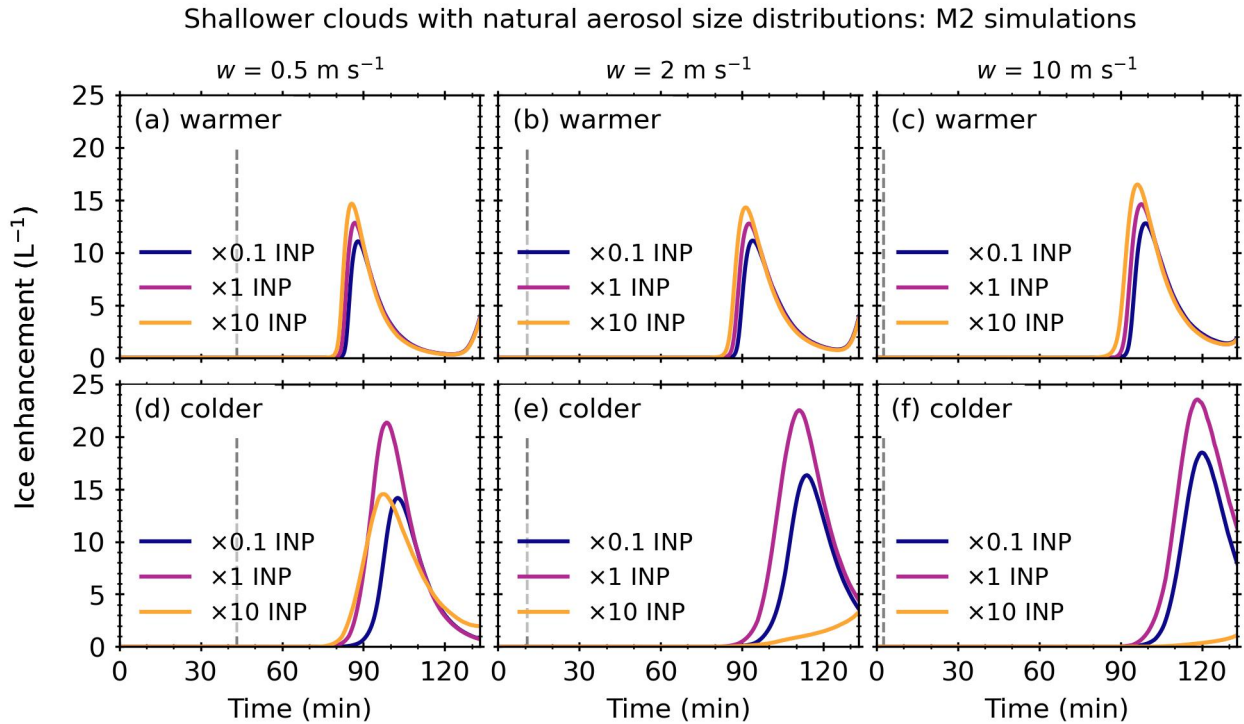 Shallower clouds with natural aerosol size distributions: M2 simulations
w = 0.5 m s⁻¹
w = 2 m s⁻¹
w = 10 m s⁻¹
Ice enhancement (L⁻¹)
25
20
15
10
5
0
(a) warmer
×0.1 INP
×1 INP
×10 INP
(b) warmer
×0.1 INP
×1 INP
×10 INP
(c) warmer
×0.1 INP
×1 INP
×10 INP
25
20
15
10
5
0
(d) colder
×0.1 INP
×1 INP
×10 INP
(e) colder
×0.1 INP
×1 INP
×10 INP
(f) colder
×0.1 INP
×1 INP
×10 INP
0 30 60 90 120
0 30 60 90 120
0 30 60 90 120
Time (min)
Time (min)
Time (min)